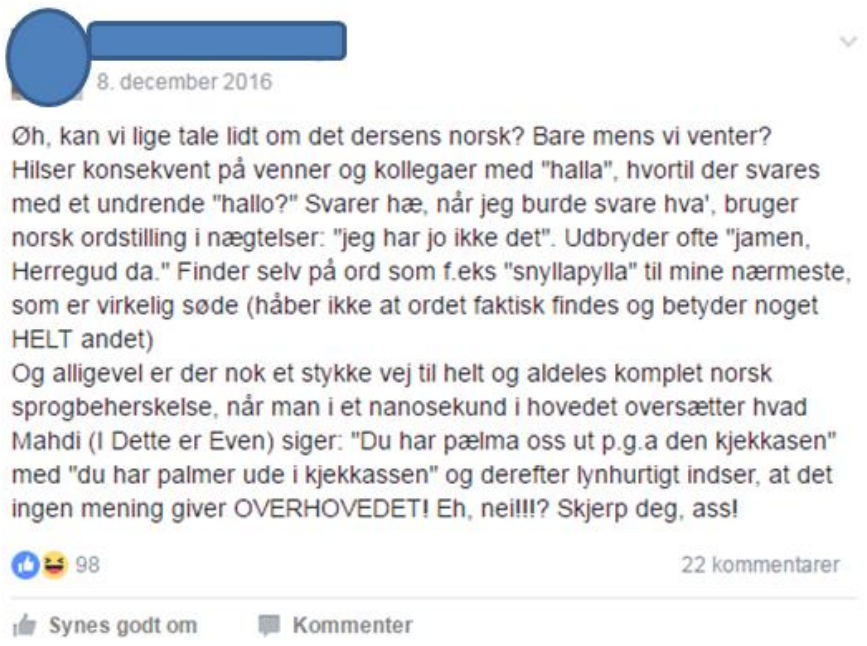 8. december 2016
Øh, kan vi lige tale lidt om det dersens norsk? Bare mens vi venter?
Hilser konsekvent på venner og kollegaer med "halla", hvortil der svares
med et undrende "hallo?" Svarer hæ, når jeg burde svare hva', bruger
norsk ordstilling i nægtelser: "jeg har jo ikke det". Udbryder ofte "jamen,
Herregud da." Finder selv på ord som f.eks "snyllapylla" til mine nærmeste,
som er virkelig søde (håber ikke at ordet faktisk findes og betyder noget
HELT andet)
Og alligevel er der nok et stykke vej til helt og aldeles komplet norsk
sprogbeherskelse, når man i et nanosekund i hovedet oversætter hvad
Mahdi (I Dette er Even) siger: "Du har pælma oss ut p.g.a den kjekkasen"
med "du har palmer ude i kjekkassen" og derefter lynhurtigt indser, at det
ingen mening giver OVERHOVEDET! Eh, nei!!!? Skjerp deg, ass!
98 22 kommentarer
Synes godt om Kommenter